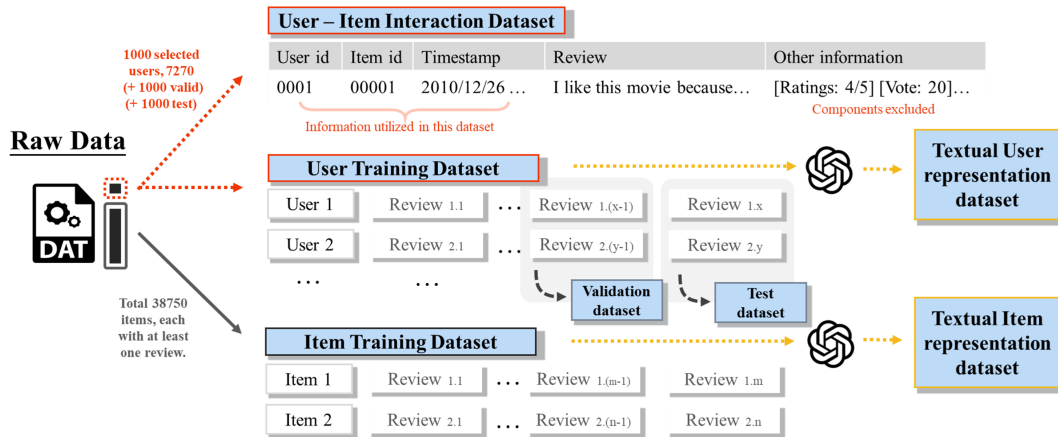 User – Item Interaction Dataset
User id Item id Timestamp Review Other information
0001 00001 2010/12/26 … I like this movie because… [Ratings: 4/5] [Vote: 20]…
Information utilized in this dataset
Components excluded
1000 selected
users, 7270
(+ 1000 valid)
(+ 1000 test)
Raw Data
DAT
Total 38750
items, each
with at least
one review.
User Training Dataset
User 1 Review 1.1 … Review 1.(x-1) Review 1.x
User 2 Review 2.1 … Review 2.(y-1) Review 2.y
… …
Validation
dataset
Test
dataset
Textual User
representation
dataset
Item Training Dataset
Item 1 Review 1.1 … Review 1.(m-1) Review 1.m
Item 2 Review 2.1 … Review 2.(n-1) Review 2.n
Textual Item
representation
dataset